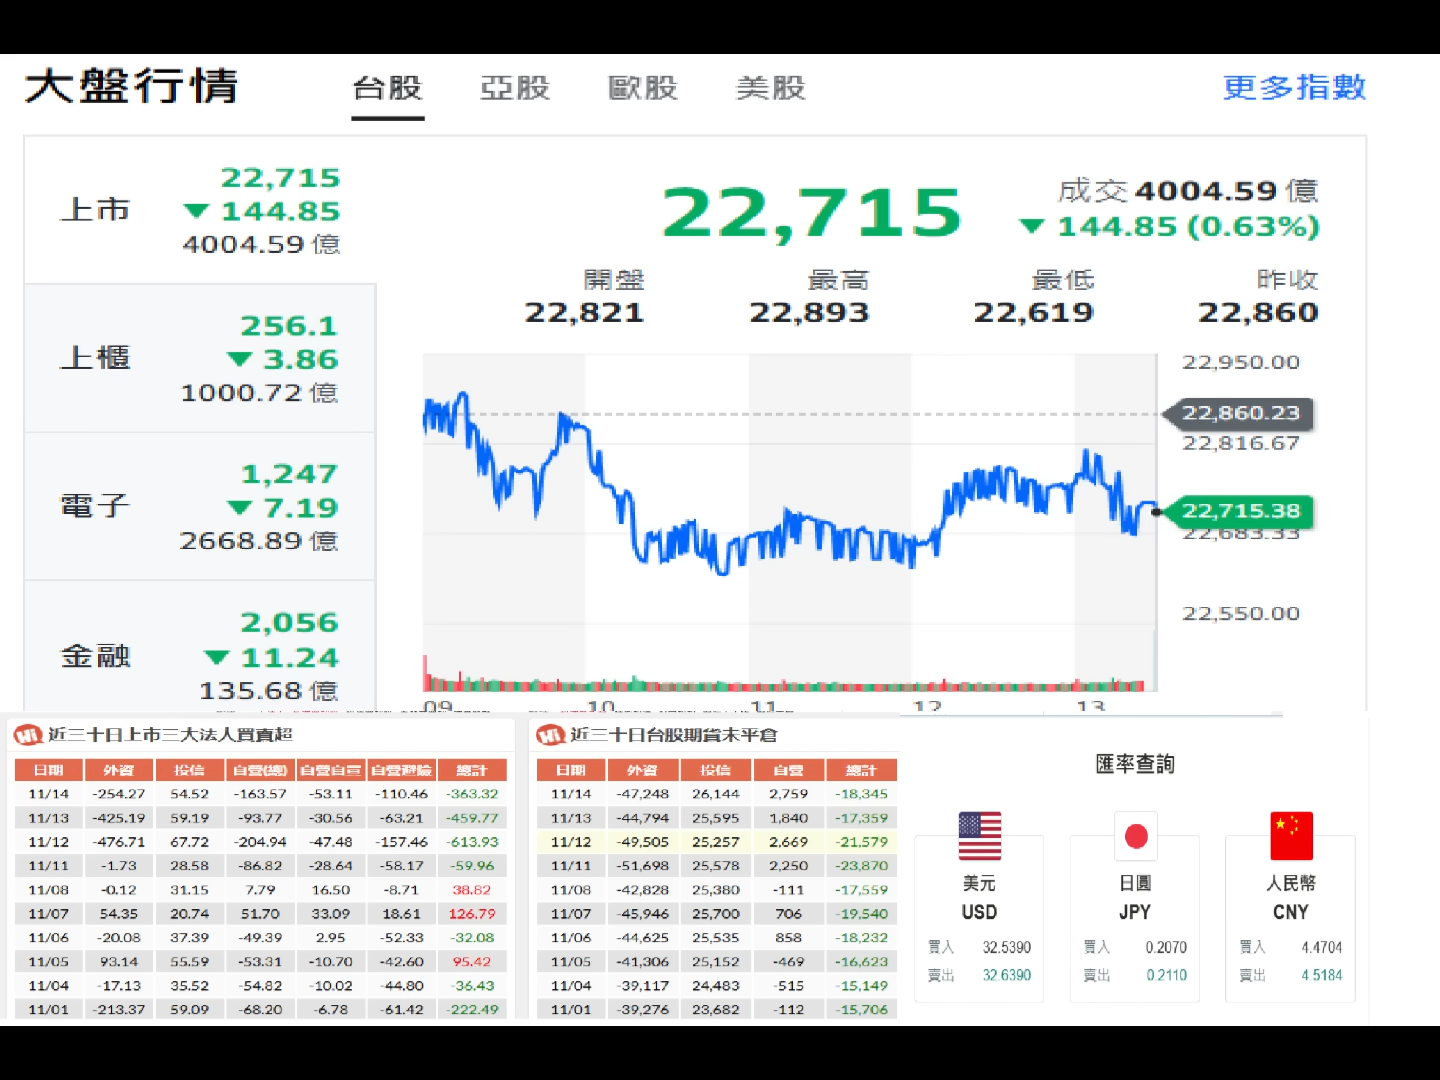 大盤行情 台股 亞股 歐股 美股 更多指數
上市 22,715 ▼ 144.85 4004.59 億
上櫃 256.1 ▼ 3.86 1000.72 億
電子 1,247 ▼ 7.19 2668.89 億
金融 2,056 ▼ 11.24 135.68 億
22,715 成交 4004.59 億
▼ 144.85 (0.63%)
開盤 最高 最低 昨收
22,821 22,893 22,619 22,860
22,950.00
22,860.23
22,816.67
22,715.38
22,683.33
22,550.00
09 10 11 12 13
Hi 近三十日上市三大法人買賣超
日期 外資 投信 自營(總) 自營自買 自營避險 總計
11/14 -254.27 54.52 -163.57 -53.11 -110.46 -363.32
11/13 -425.19 59.19 -93.77 -30.56 -63.21 -459.77
11/12 -476.71 67.72 -204.94 -47.48 -157.46 -613.93
11/11 -1.73 28.58 -86.82 -28.64 -58.17 -59.96
11/08 -0.12 31.15 7.79 16.50 -8.71 38.82
11/07 54.35 20.74 51.70 33.09 18.61 126.79
11/06 -20.08 37.39 -49.39 2.95 -52.33 -32.08
11/05 93.14 55.59 -53.31 -10.70 -42.60 95.42
11/04 -17.13 35.52 -54.82 -10.02 -44.80 -36.43
11/01 -213.37 59.09 -68.20 -6.78 -61.42 -222.49
Hi 近三十日台股期貨未平倉
日期 外資 投信 自營 總計
11/14 -47,248 26,144 2,759 -18,345
11/13 -44,794 25,595 1,840 -17,359
11/12 -49,505 25,257 2,669 -21,579
11/11 -51,698 25,578 2,250 -23,870
11/08 -42,828 25,380 -111 -17,559
11/07 -45,946 25,700 706 -19,540
11/06 -44,625 25,535 858 -18,232
11/05 -41,306 25,152 -469 -16,623
11/04 -39,117 24,483 -515 -15,149
11/01 -39,276 23,682 -112 -15,706
匯率查詢
美元 日圓 人民幣
USD JPY CNY
買入 32.5390 買入 0.2070 買入 4.4704
賣出 32.6390 賣出 0.2110 賣出 4.5184